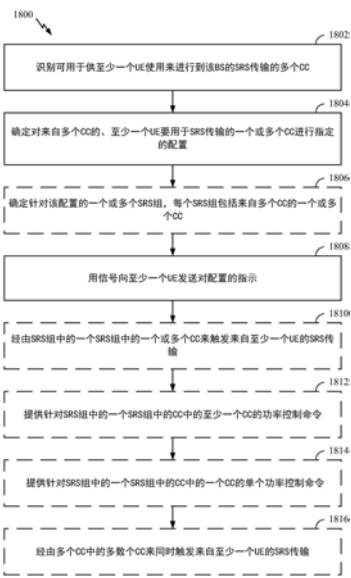 1800
1802
识别可用于供至少一个UE使用来进行到该BS的SRS传输的多个CC
1804
确定对来自多个CC的、至少一个UE要用于SRS传输的一个或多个CC进行指定
的配置
1806
确定针对该配置的一个或多个SRS组，每个SRS组包括来自多个CC的一个或多
个CC
1808
用信号向至少一个UE发送对配置的指示
1810
经由SRS组中的一个SRS组中的一个或多个CC来触发来自至少一个UE的SRS传
输
1812
提供针对SRS组中的一个SRS组中的CC中的至少一个CC的功率控制命令
1814
提供针对SRS组中的一个SRS组中的CC中的一个CC的单个功率控制命令
1816
经由多个CC中的多数个CC来同时触发来自至少一个UE的SRS传输